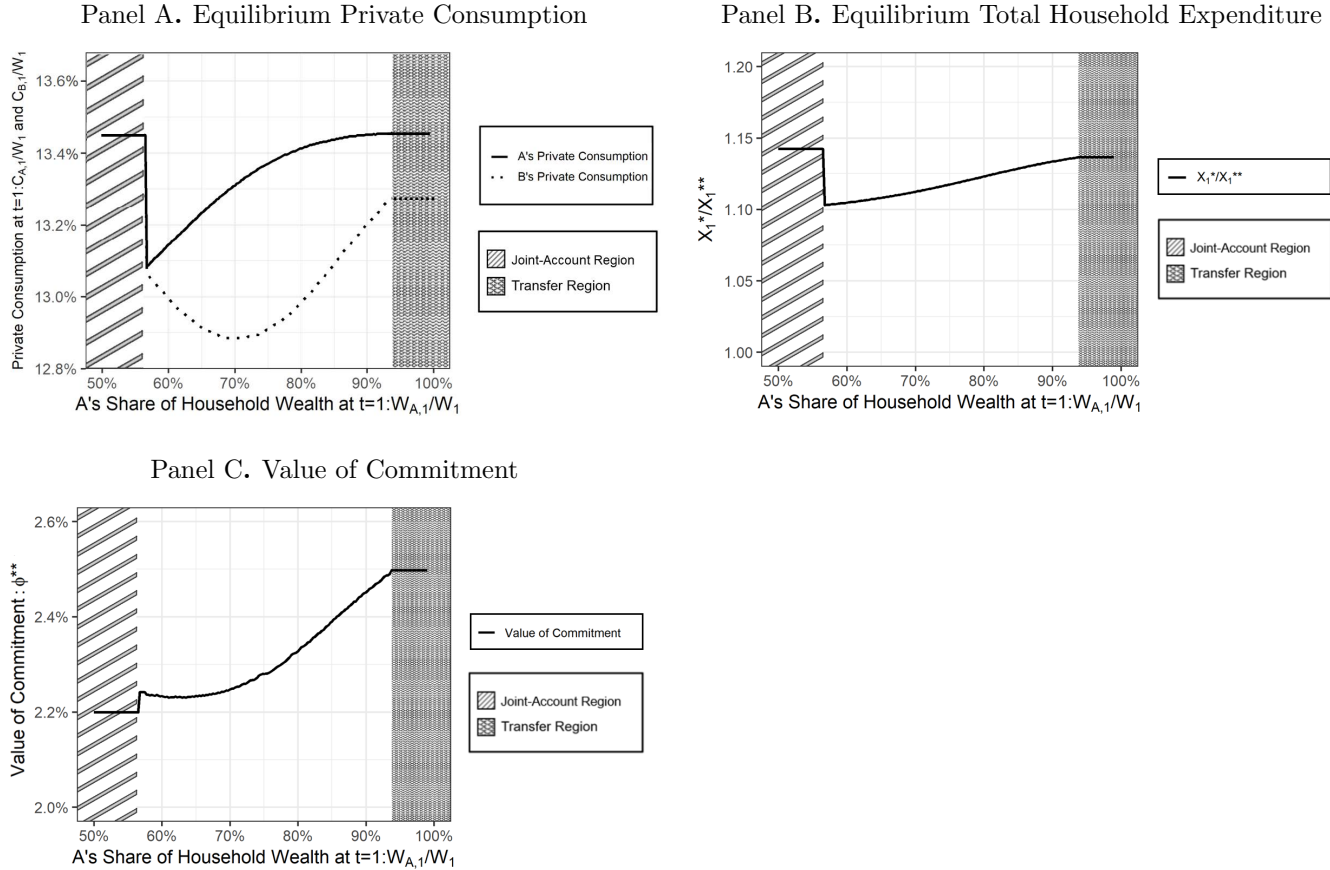 Panel A. Equilibrium Private Consumption
Private Consumption at t=1:C_A,1/W_1 and C_B,1/W_1
13.6%
13.4%
13.2%
13.0%
12.8%
50%
60%
70%
80%
90%
100%
A's Share of Household Wealth at t=1:W_A,1/W_1
A's Private Consumption
B's Private Consumption
Joint-Account Region
Transfer Region
Panel B. Equilibrium Total Household Expenditure
X_1*/X_1**
1.20
1.15
1.10
1.05
1.00
50%
60%
70%
80%
90%
100%
A's Share of Household Wealth at t=1:W_A,1/W_1
X_1*/X_1**
Joint-Account Region
Transfer Region
Panel C. Value of Commitment
Value of Commitment : ϕ**
2.6%
2.4%
2.2%
2.0%
50%
60%
70%
80%
90%
100%
A's Share of Household Wealth at t=1:W_A,1/W_1
Value of Commitment
Joint-Account Region
Transfer Region